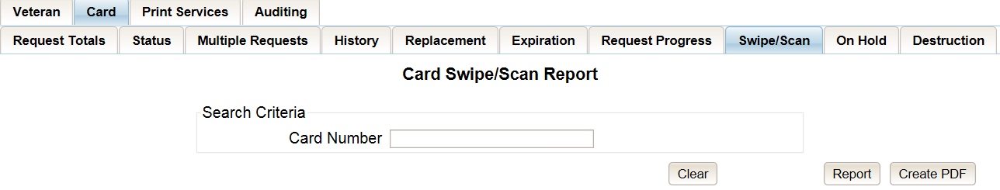 Veteran Card Print Services Auditing
Request Totals Status Multiple Requests History Replacement Expiration Request Progress Swipe/Scan On Hold Destruction
Card Swipe/Scan Report
Search Criteria
Card Number
Clear Report Create PDF